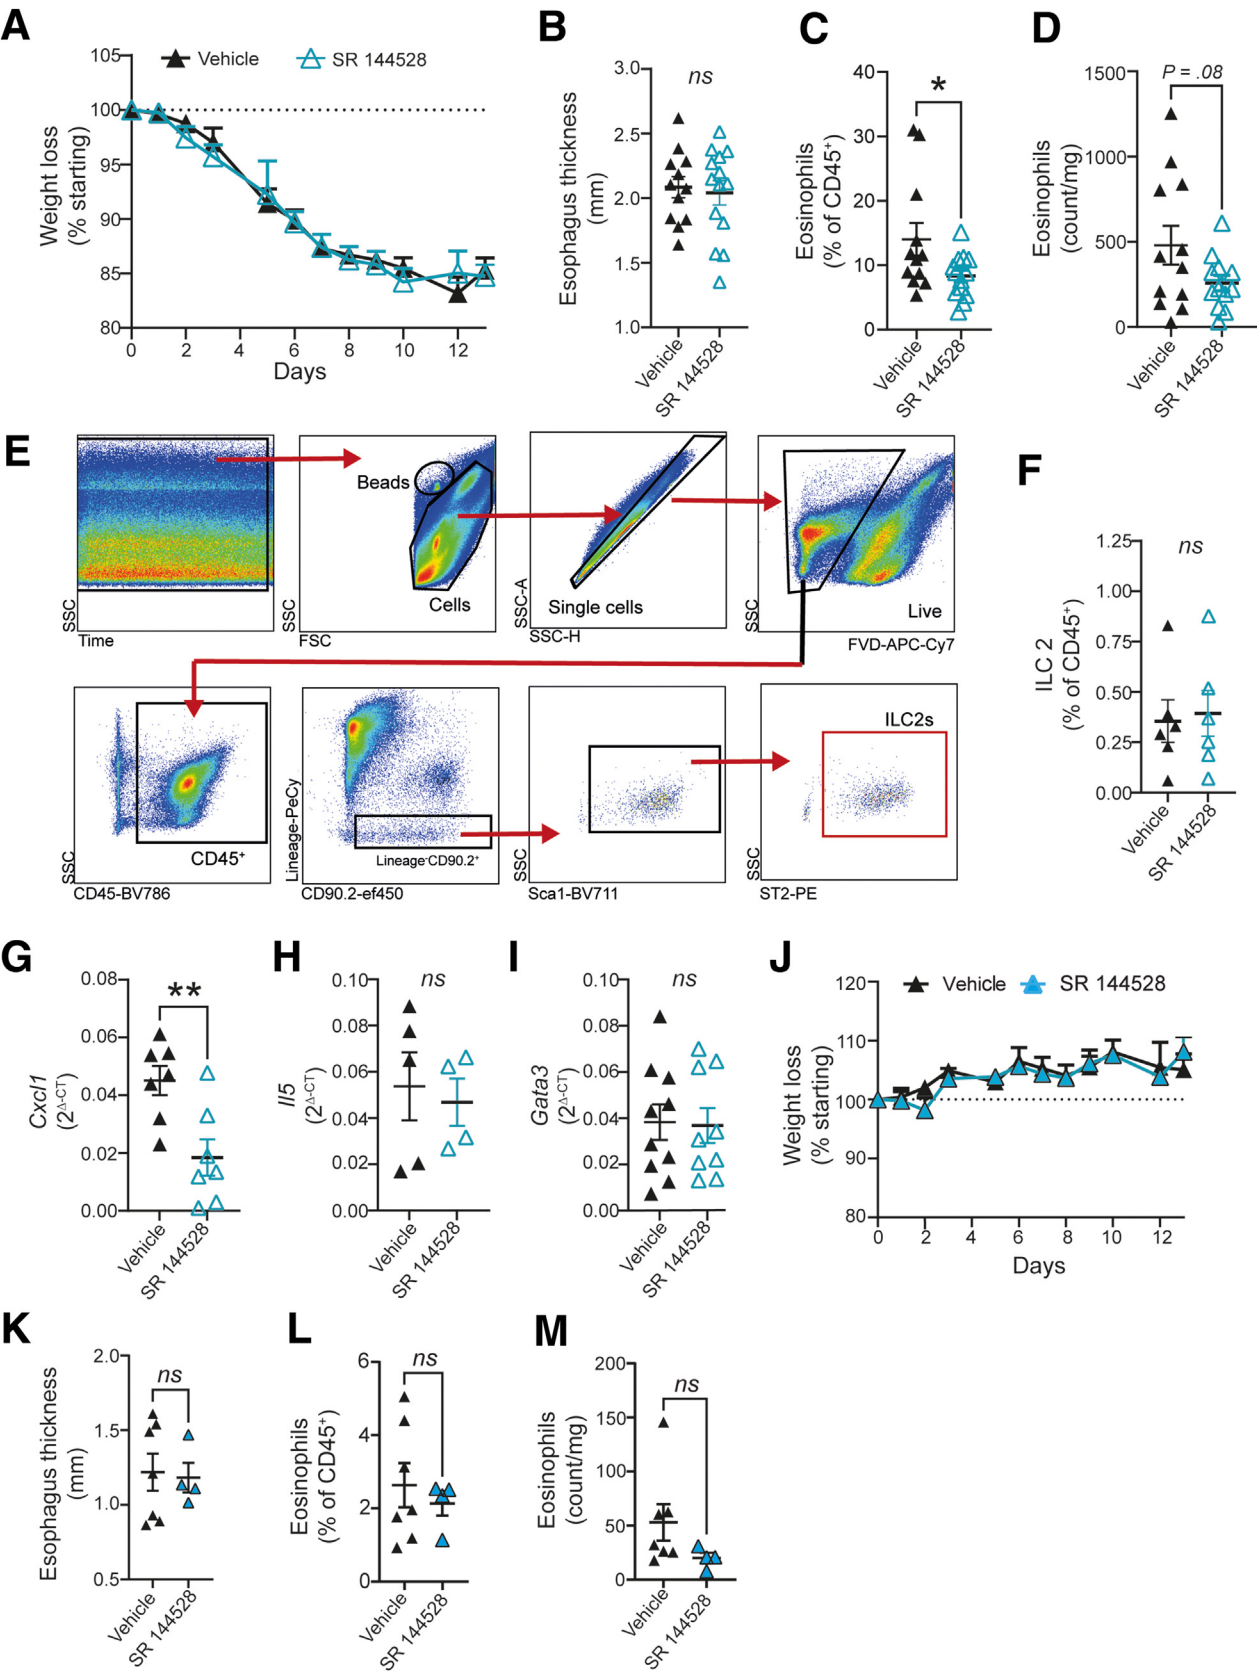 A
Vehicle
SR 144528
105
100
95
90
85
80
Weight loss
(% starting)
0
2
4
6
8
10
12
Days
B
ns
3.0
2.5
2.0
1.5
1.0
Esophagus thickness
(mm)
Vehicle
SR 144528
C
*
40
30
20
10
0
Eosinophils
(% of CD45+)
Vehicle
SR 144528
D
P = .08
1500
1000
500
0
Eosinophils
(count/mg)
Vehicle
SR 144528
E
SSC
Time
Beads
Cells
SSC
FSC
Single cells
SSC-A
SSC-H
Live
SSC
FVD-APC-Cy7
CD45+
SSC
CD45-BV786
Lineage-CD90.2+
Lineage-PeCy
CD90.2-ef450
SSC
Sca1-BV711
ILC2s
SSC
ST2-PE
F
ns
1.25
1.00
0.75
0.50
0.25
0.00
ILC 2
(% of CD45+)
Vehicle
SR 144528
G
**
0.08
0.06
0.04
0.02
0.00
Cxcl1
(2Δ-CT)
Vehicle
SR 144528
H
ns
0.10
0.08
0.06
0.04
0.02
0.00
Il5
(2Δ-CT)
Vehicle
SR 144528
I
ns
0.10
0.08
0.06
0.04
0.02
0.00
Gata3
(2Δ-CT)
Vehicle
SR 144528
J
Vehicle
SR 144528
120
110
100
90
80
Weight loss
(% starting)
0
2
4
6
8
10
12
Days
K
ns
2.0
1.5
1.0
0.5
Esophagus thickness
(mm)
Vehicle
SR 144528
L
ns
6
4
2
0
Eosinophils
(% of CD45+)
Vehicle
SR 144528
M
ns
200
150
100
50
0
Eosinophils
(count/mg)
Vehicle
SR 144528